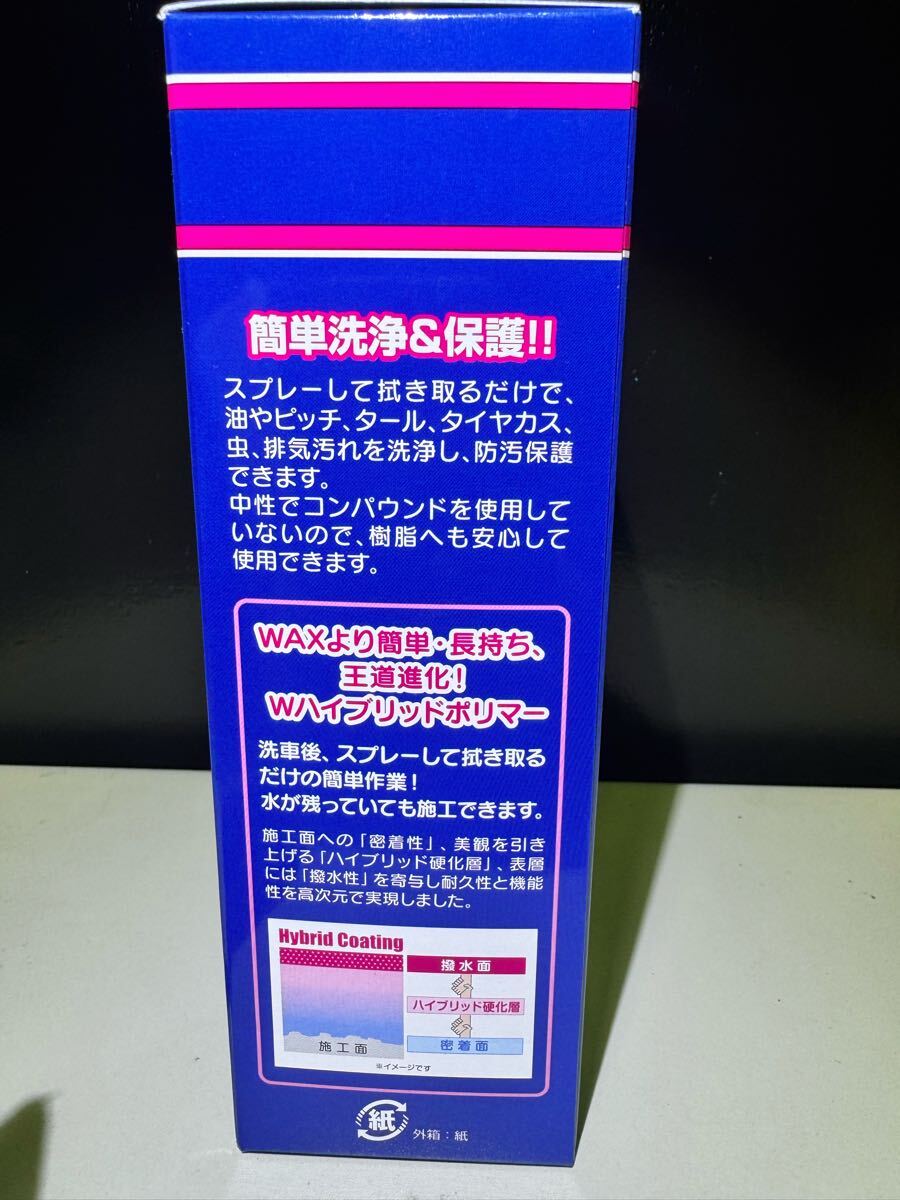 簡単洗浄&保護!!
スプレーして拭き取るだけで、
油やピッチ、タール、タイヤカス、
虫、排気汚れを洗浄し、防汚保護
できます。
中性でコンパウンドを使用して
いないので、樹脂へも安心して
使用できます。
WAXより簡単・長持ち、
王道進化!
Wハイブリッドポリマー
洗車後、スプレーして拭き取る
だけの簡単作業!
水が残っていても施工できます。
施工面への「密着性」、美観を引き
上げる「ハイブリッド硬化層」、表層
には「撥水性」を寄与し耐久性と機能
性を高次元で実現しました。
Hybrid Coating
撥水面
ハイブリッド硬化層
施工面
密着面
※イメージです
紙
外箱:紙